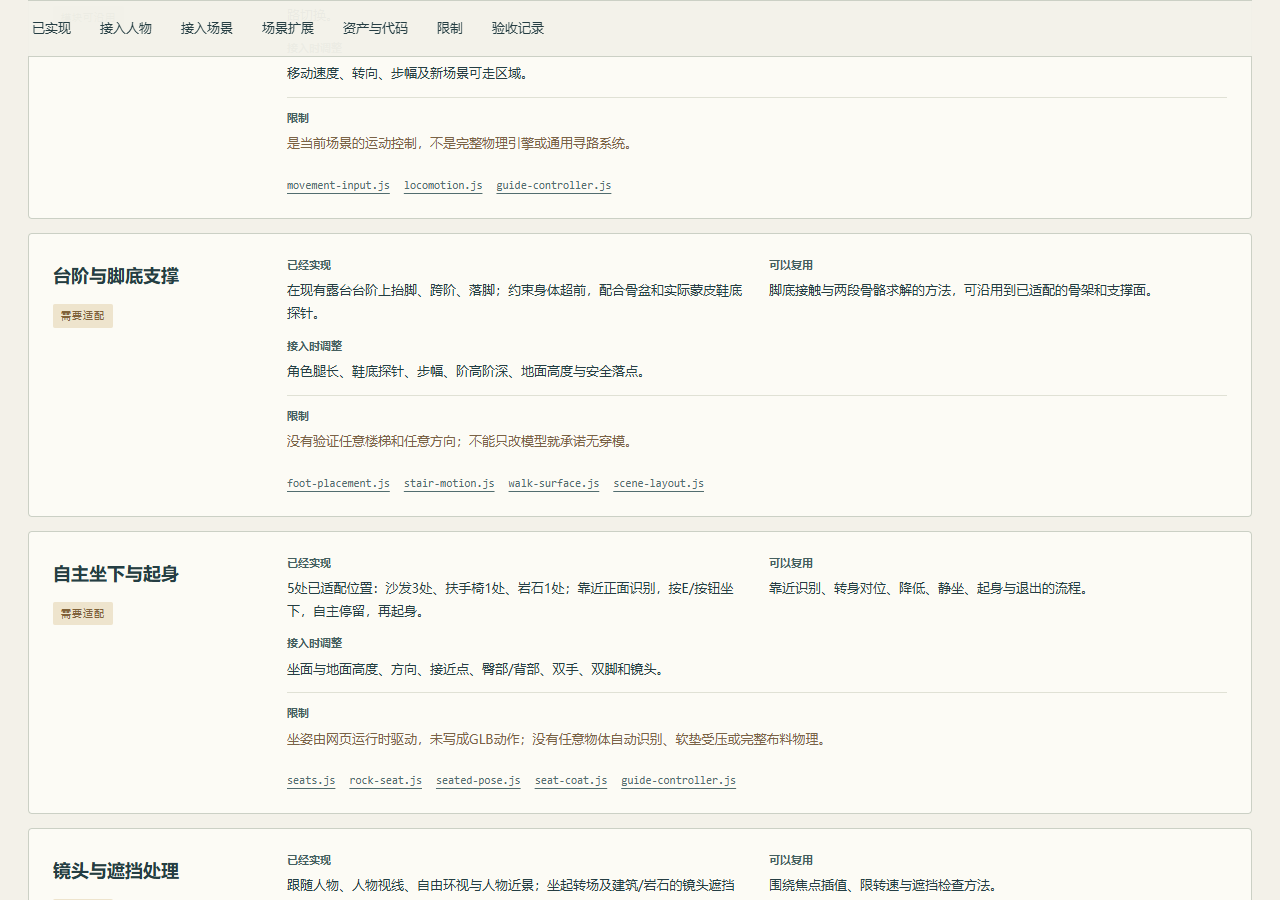 已实现 接入人物 接入场景 场景扩展 资产与代码 限制 验收记录
移动速度、转向、步幅及新场景可走区域。
限制
是当前场景的运动控制，不是完整物理引擎或通用寻路系统。
movement-input.js locomotion.js guide-controller.js
台阶与脚底支撑
需要适配
已经实现
在现有露台台阶上抬脚、跨阶、落脚；约束身体超前，配合骨盆和实际蒙皮鞋底
探针。
可以复用
脚底接触与两段骨骼求解的方法，可沿用到已适配的骨架和支撑面。
接入时调整
角色腿长、鞋底探针、步幅、阶高阶深、地面高度与安全落点。
限制
没有验证任意楼梯和任意方向；不能只改模型就承诺无穿模。
foot-placement.js stair-motion.js walk-surface.js scene-layout.js
自主坐下与起身
需要适配
已经实现
5处已适配位置：沙发3处、扶手椅1处、岩石1处；靠近正面识别，按E/按钮坐
下，自主停留，再起身。
可以复用
靠近识别、转身对位、降低、静坐、起身与退出的流程。
接入时调整
坐面与地面高度、方向、接近点、臀部/背部、双手、双脚和镜头。
限制
坐姿由网页运行时驱动，未写成GLB动作；没有任意物体自动识别、软垫受压或完整布料物理。
seats.js rock-seat.js seated-pose.js seat-coat.js guide-controller.js
镜头与遮挡处理
已经实现
跟随人物、人物视线、自由环视与人物近景；坐起转场及建筑/岩石的镜头遮挡
可以复用
围绕焦点插值、限转速与遮挡检查方法。